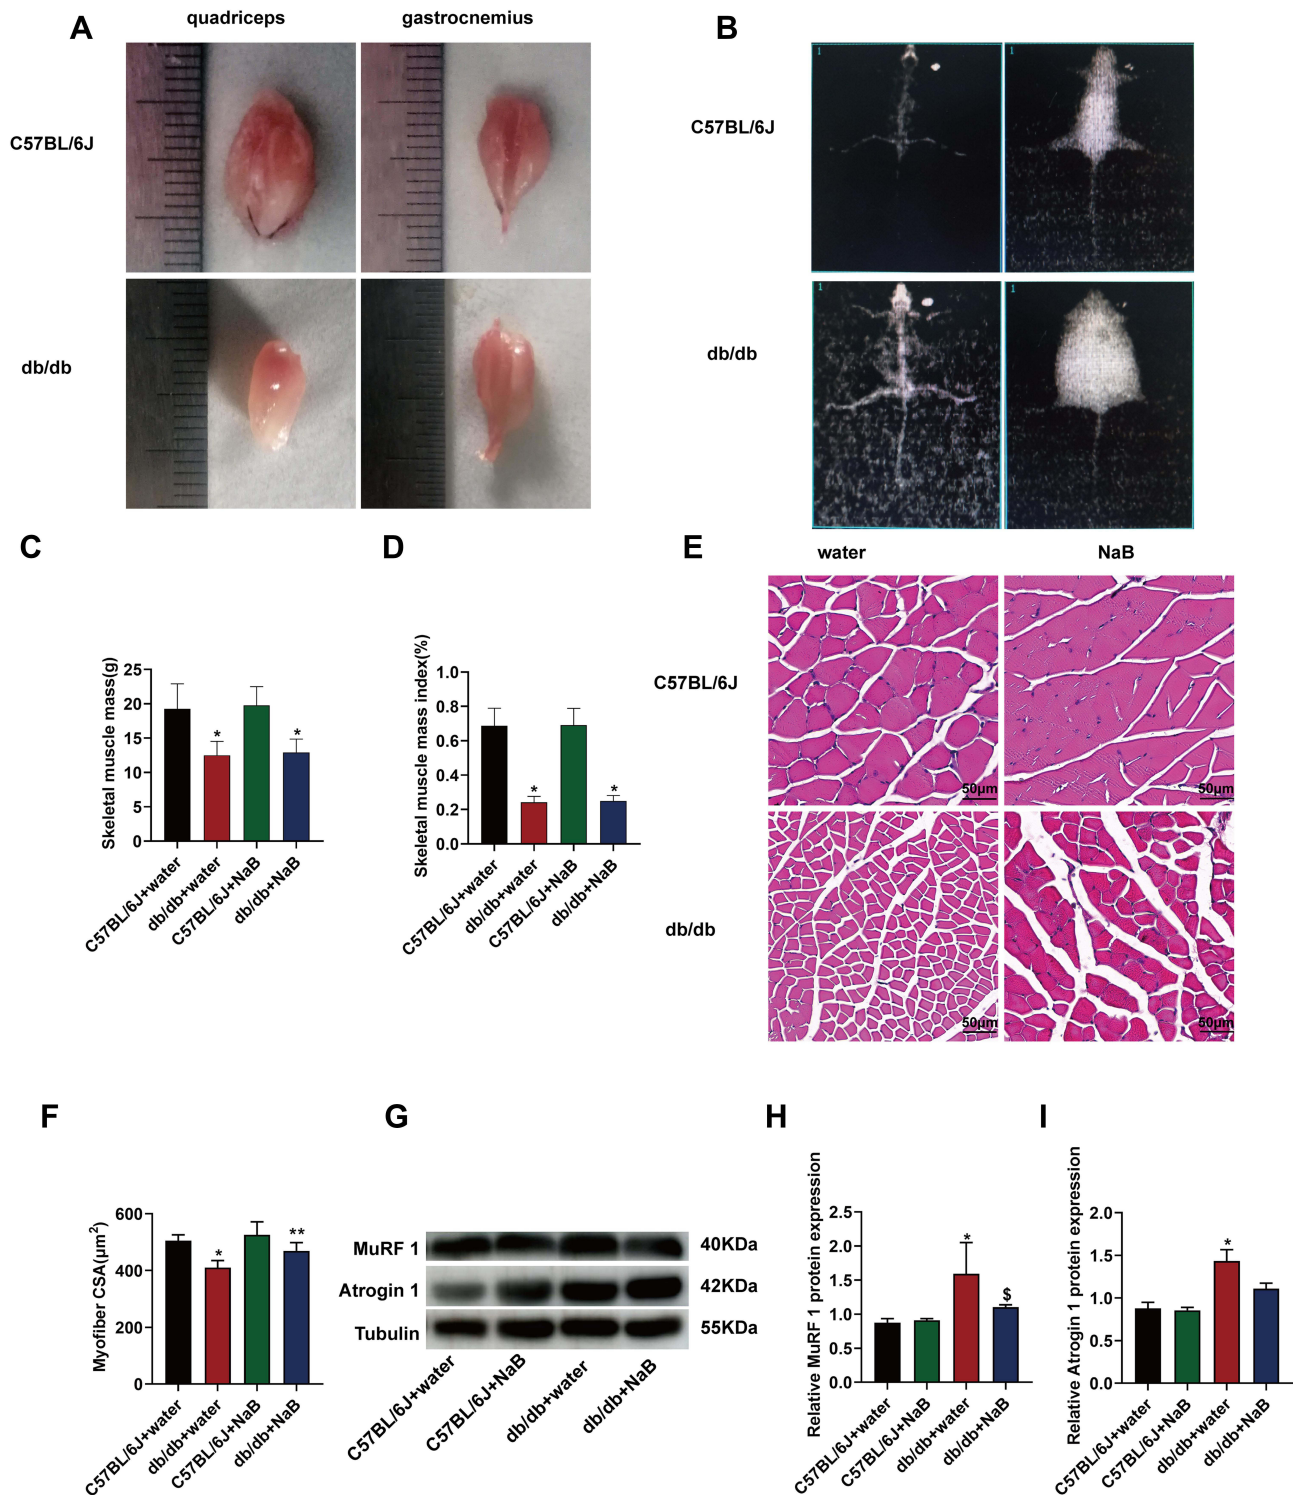 A
quadriceps
gastrocnemius
B
C57BL/6J
db/db
1
1
C57BL/6J
db/db
1
1
C
Skeletal muscle mass(g)
25
20
15
10
5
0
*
*
C57BL/6J+water
db/db+water
C57BL/6J+NaB
db/db+NaB
D
Skeletal muscle mass index(%)
1.0
0.8
0.6
0.4
0.2
0.0
*
*
C57BL/6J+water
db/db+water
C57BL/6J+NaB
db/db+NaB
E
water
NaB
C57BL/6J
50μm
50μm
db/db
50μm
50μm
F
Myofiber CSA(μm²)
600
400
200
0
*
**
C57BL/6J+water
db/db+water
C57BL/6J+NaB
db/db+NaB
G
MuRF 1
40KDa
Atrogin 1
42KDa
Tubulin
55KDa
C57BL/6J+water
C57BL/6J+NaB
db/db+water
db/db+NaB
H
Relative MuRF 1 protein expression
2.5
2.0
1.5
1.0
0.5
0.0
*
$
C57BL/6J+water
C57BL/6J+NaB
db/db+water
db/db+NaB
I
Relative Atrogin 1 protein expression
2.0
1.5
1.0
0.5
0.0
*
C57BL/6J+water
C57BL/6J+NaB
db/db+water
db/db+NaB